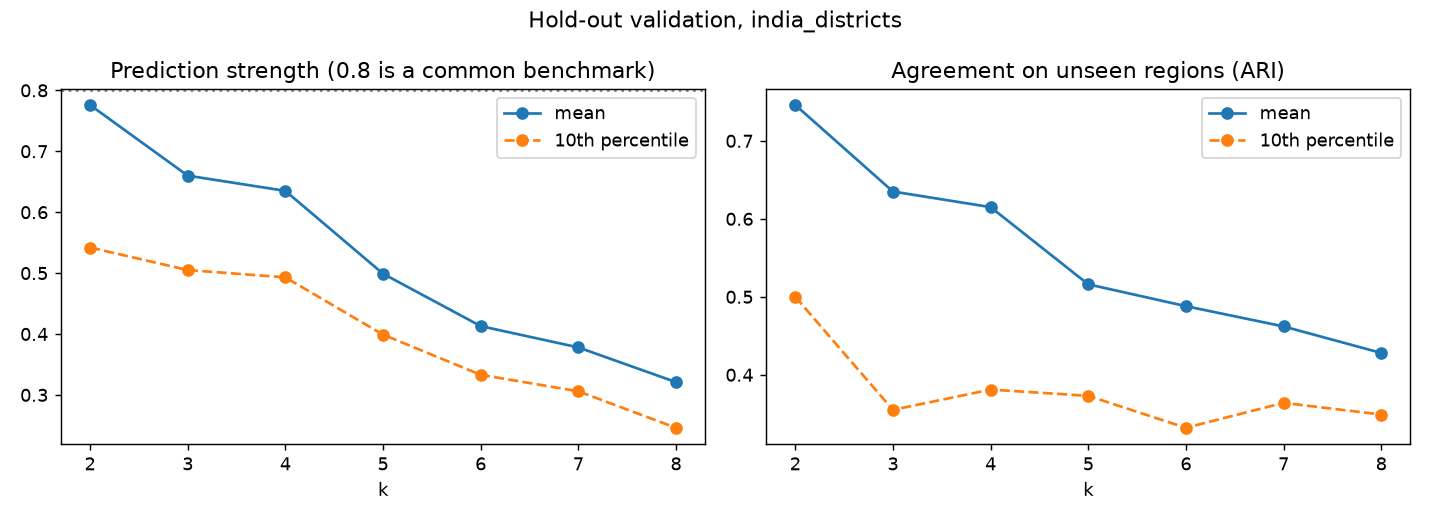 Hold-out validation, india_districts
Prediction strength (0.8 is a common benchmark)
mean
10th percentile
0.8
0.7
0.6
0.5
0.4
0.3
2 3 4 5 6 7 8
k
Agreement on unseen regions (ARI)
mean
10th percentile
0.7
0.6
0.5
0.4
2 3 4 5 6 7 8
k